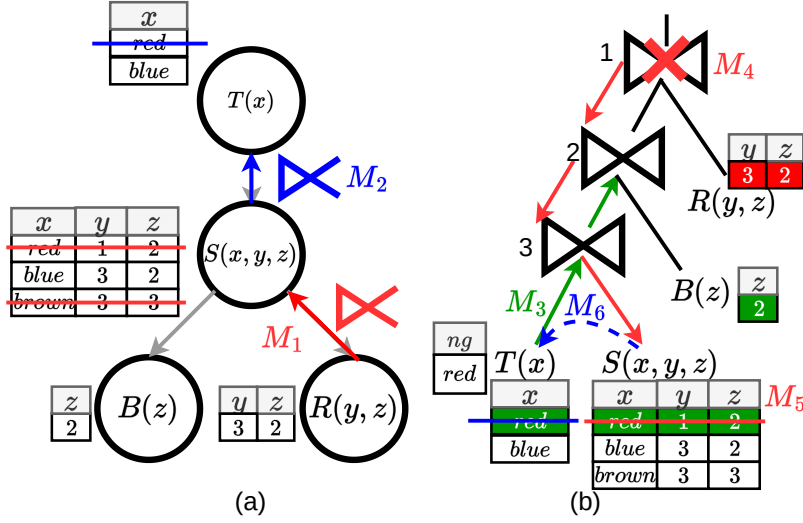 x
red
blue
T(x)
M₂
x y z
red 1 2
blue 3 2
brown 3 3
S(x, y, z)
M₁
z
2
B(z)
y z
3 2
R(y, z)
(a)
1
M₄
2
y z
3 2
R(y, z)
3
B(z)
z
2
M₃
M₆
ng
red
T(x)
S(x, y, z)
x
red
blue
x y z
red 1 2
blue 3 2
brown 3 3
M₅
(b)